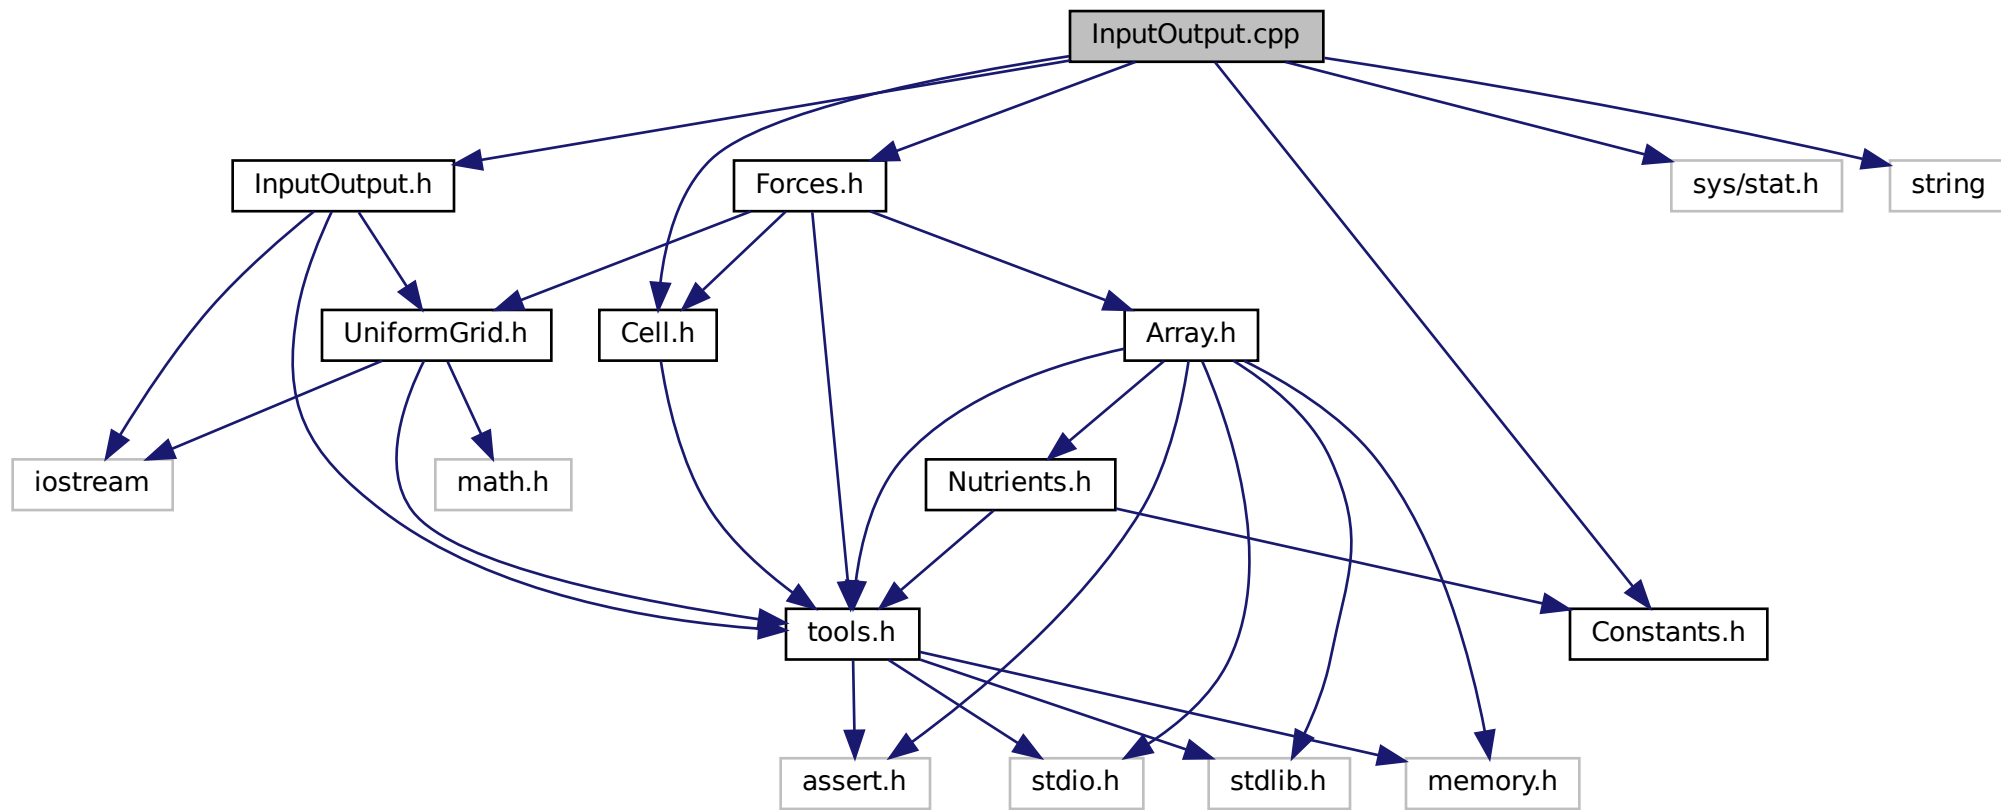 InputOutput.cpp
InputOutput.h
Forces.h
sys/stat.h
string
UniformGrid.h
Cell.h
Array.h
iostream
math.h
Nutrients.h
tools.h
Constants.h
assert.h
stdio.h
stdlib.h
memory.h